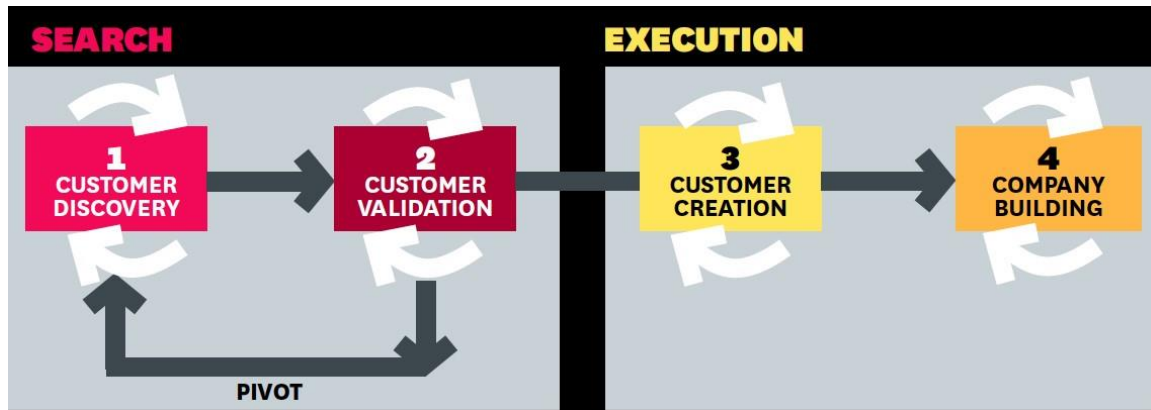 SEARCH
EXECUTION
1
CUSTOMER
DISCOVERY
2
CUSTOMER
VALIDATION
3
CUSTOMER
CREATION
4
COMPANY
BUILDING
PIVOT